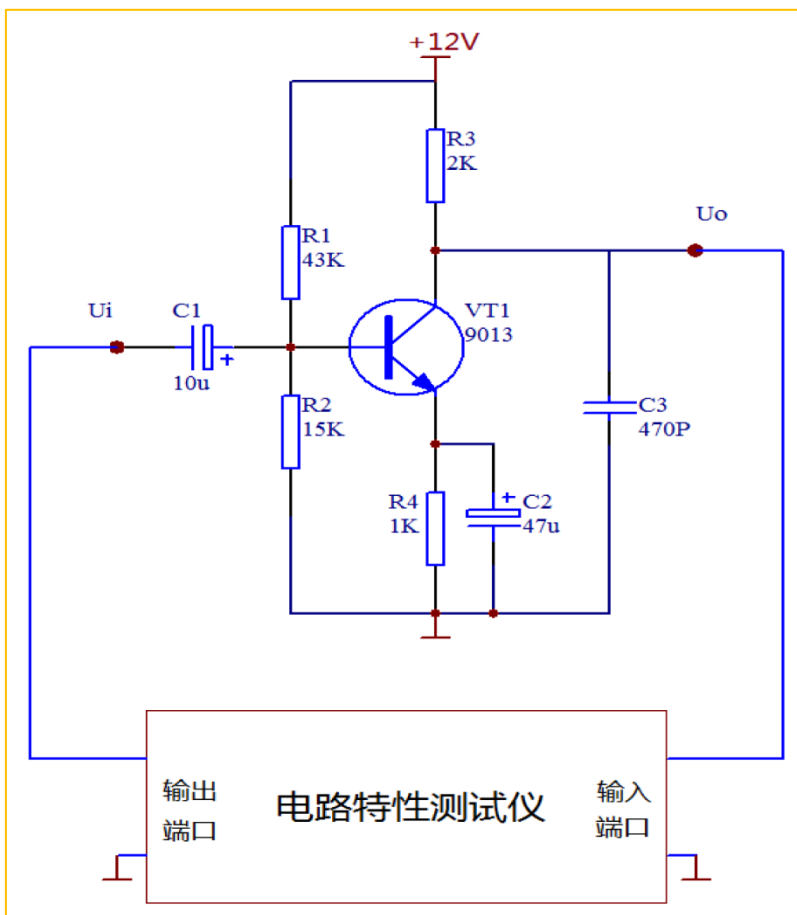 +12V
R3
2K
Uo
R1
43K
Ui
C1
VT1
9013
+
10u
R2
15K
C3
470P
R4
1K
+
C2
47u
输出
端口
电路特性测试仪
输入
端口